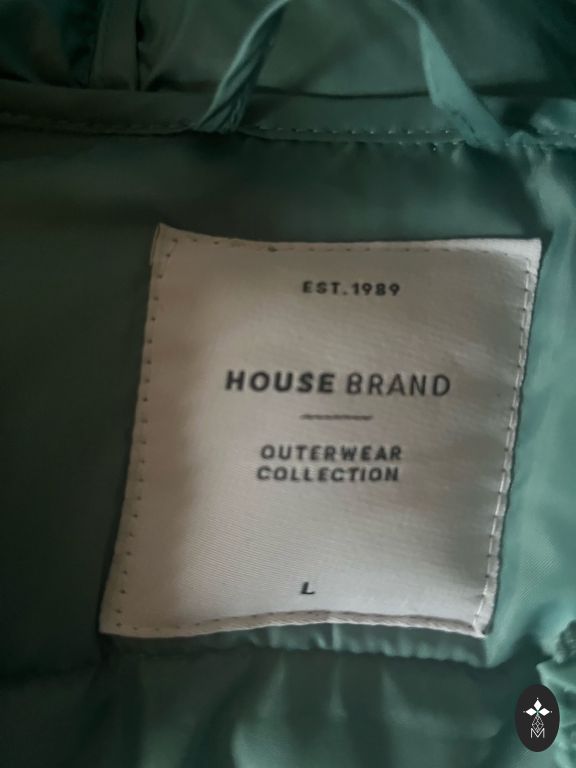 EST.1989
HOUSE BRAND
OUTERWEAR
COLLECTION
L